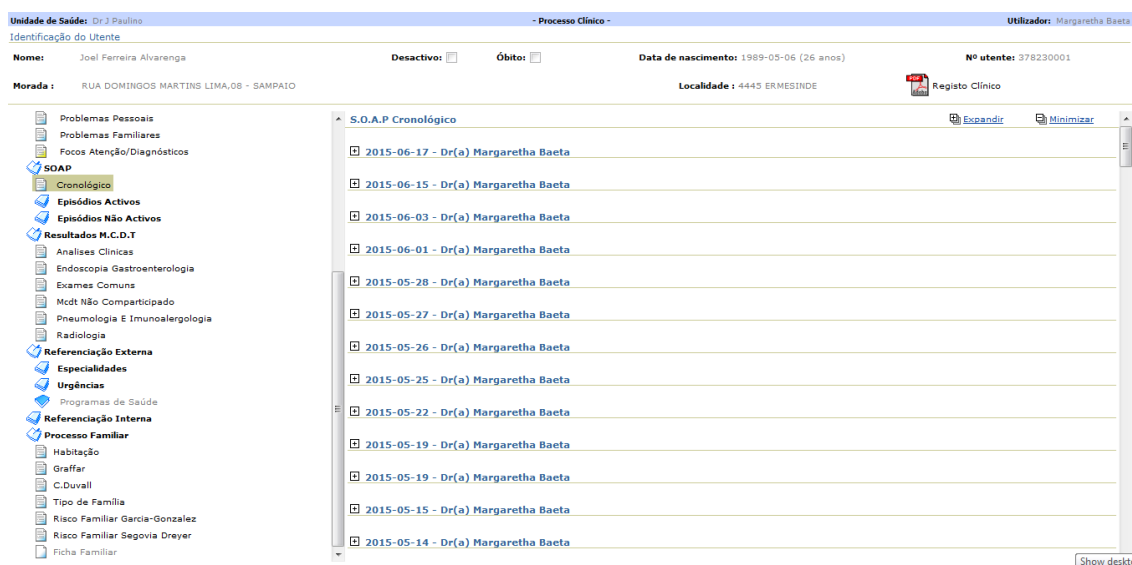 Unidade de Saúde: Dr J Paulino - Processo Clínico - Utilizador: Margaretha Baeta
Identificação do Utente
Nome: Joel Ferreira Alvarenga Desactivo: Óbito: Data de nascimento: 1989-05-06 (26 anos) Nº utente: 378230001
Morada : RUA DOMINGOS MARTINS LIMA,08 - SAMPAIO Localidade : 4445 ERMESINDE Registo Clínico
Problemas Pessoais
Problemas Familiares
Focos Atenção/Diagnósticos
SOAP
Cronológico
Episódios Activos
Episódios Não Activos
Resultados M.C.D.T
Analises Clinicas
Endoscopia Gastroenterologia
Exames Comuns
Mcdt Não Comparticipado
Pneumologia E Imunoalergologia
Radiologia
Referenciação Externa
Especialidades
Urgências
Programas de Saúde
Referenciação Interna
Processo Familiar
Habitação
Graffar
C.Duvall
Tipo de Família
Risco Familiar Garcia-Gonzalez
Risco Familiar Segovia Dreyer
Ficha Familiar
S.O.A.P Cronológico Expandir Minimizar
2015-06-17 - Dr(a) Margaretha Baeta
2015-06-15 - Dr(a) Margaretha Baeta
2015-06-03 - Dr(a) Margaretha Baeta
2015-06-01 - Dr(a) Margaretha Baeta
2015-05-28 - Dr(a) Margaretha Baeta
2015-05-27 - Dr(a) Margaretha Baeta
2015-05-26 - Dr(a) Margaretha Baeta
2015-05-25 - Dr(a) Margaretha Baeta
2015-05-22 - Dr(a) Margaretha Baeta
2015-05-19 - Dr(a) Margaretha Baeta
2015-05-19 - Dr(a) Margaretha Baeta
2015-05-15 - Dr(a) Margaretha Baeta
2015-05-14 - Dr(a) Margaretha Baeta
Show deskt